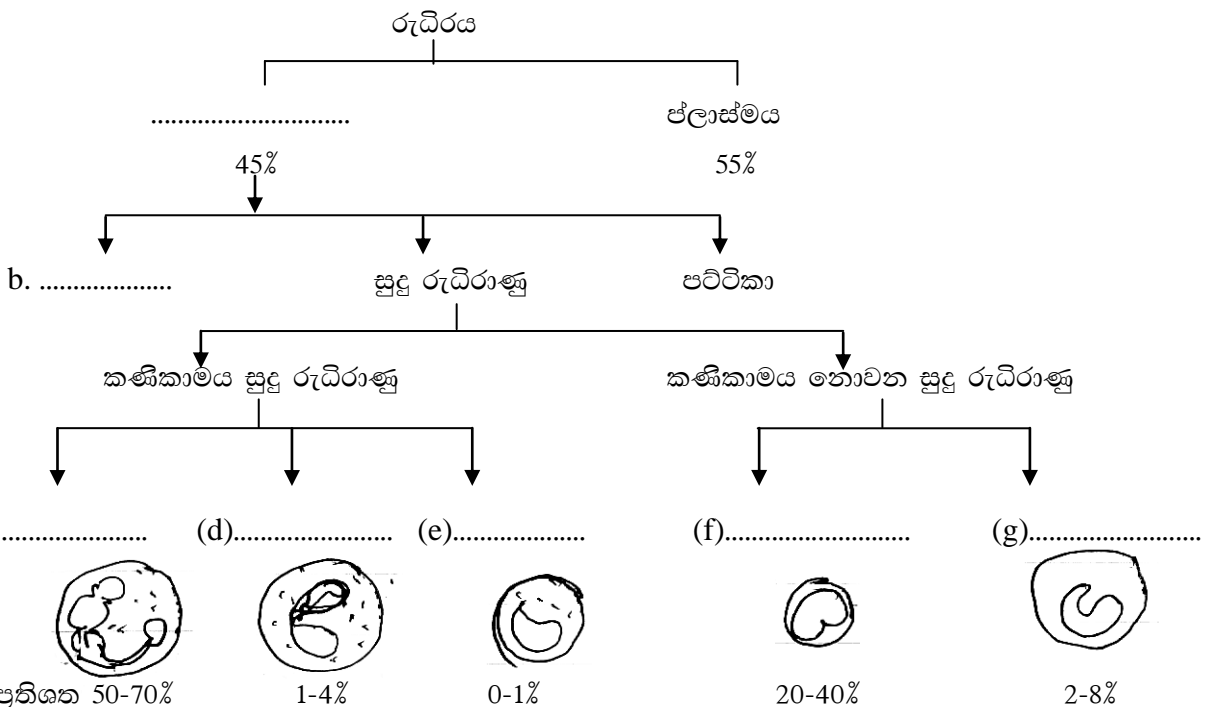 රුධිරය
.............................. ප්ලාස්මය
45% 55%
b. .................... සුදු රුධිරාණු පට්ටිකා
කණිකාමය සුදු රුධිරාණු කණිකාමය නොවන සුදු රුධිරාණු
...................... (d)........................ (e).................... (f)............................ (g)..........................
ප්‍රතිශත 50-70% 1-4% 0-1% 20-40% 2-8%